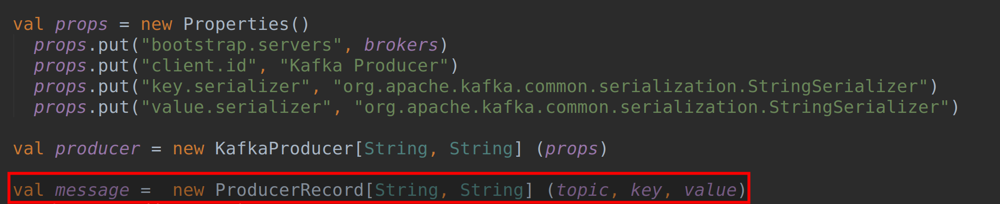 val props = new Properties()
props.put("bootstrap.servers", brokers)
props.put("client.id", "Kafka Producer")
props.put("key.serializer", "org.apache.kafka.common.serialization.StringSerializer")
props.put("value.serializer", "org.apache.kafka.common.serialization.StringSerializer")
val producer = new KafkaProducer[String, String] (props)
val message =  new ProducerRecord[String, String] (topic, key, value)